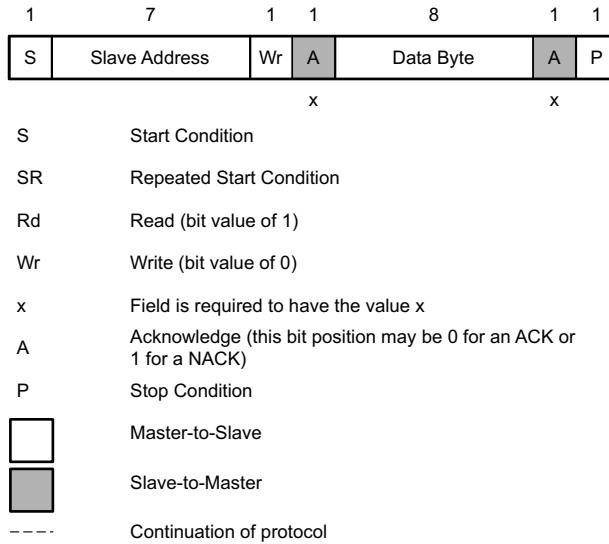 1 7 1 1 8 1 1
S Slave Address Wr A Data Byte A P
x x
S Start Condition
SR Repeated Start Condition
Rd Read (bit value of 1)
Wr Write (bit value of 0)
x Field is required to have the value x
A Acknowledge (this bit position may be 0 for an ACK or
1 for a NACK)
P Stop Condition
Master-to-Slave
Slave-to-Master
Continuation of protocol